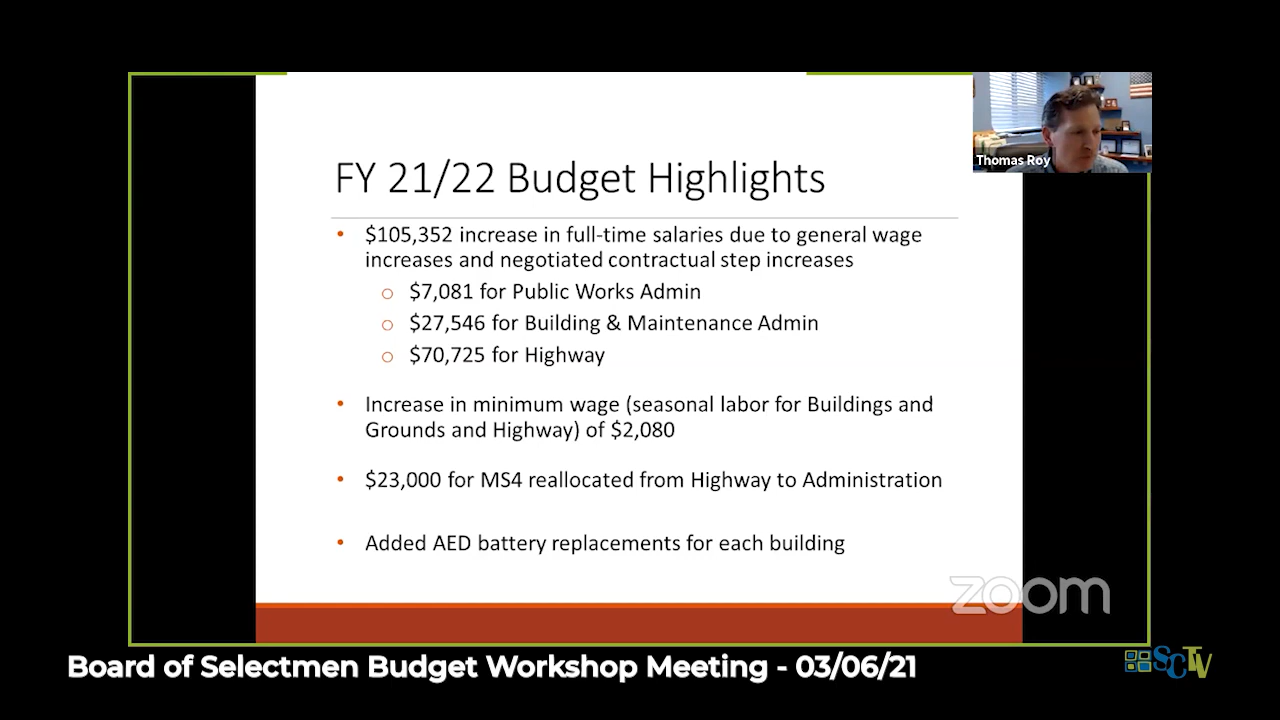 Thomas Roy
FY 21/22 Budget Highlights
• $105,352 increase in full-time salaries due to general wage
increases and negotiated contractual step increases
o $7,081 for Public Works Admin
o $27,546 for Building & Maintenance Admin
o $70,725 for Highway
• Increase in minimum wage (seasonal labor for Buildings and
Grounds and Highway) of $2,080
• $23,000 for MS4 reallocated from Highway to Administration
• Added AED battery replacements for each building
zoom
Board of Selectmen Budget Workshop Meeting - 03/06/21
SCTV